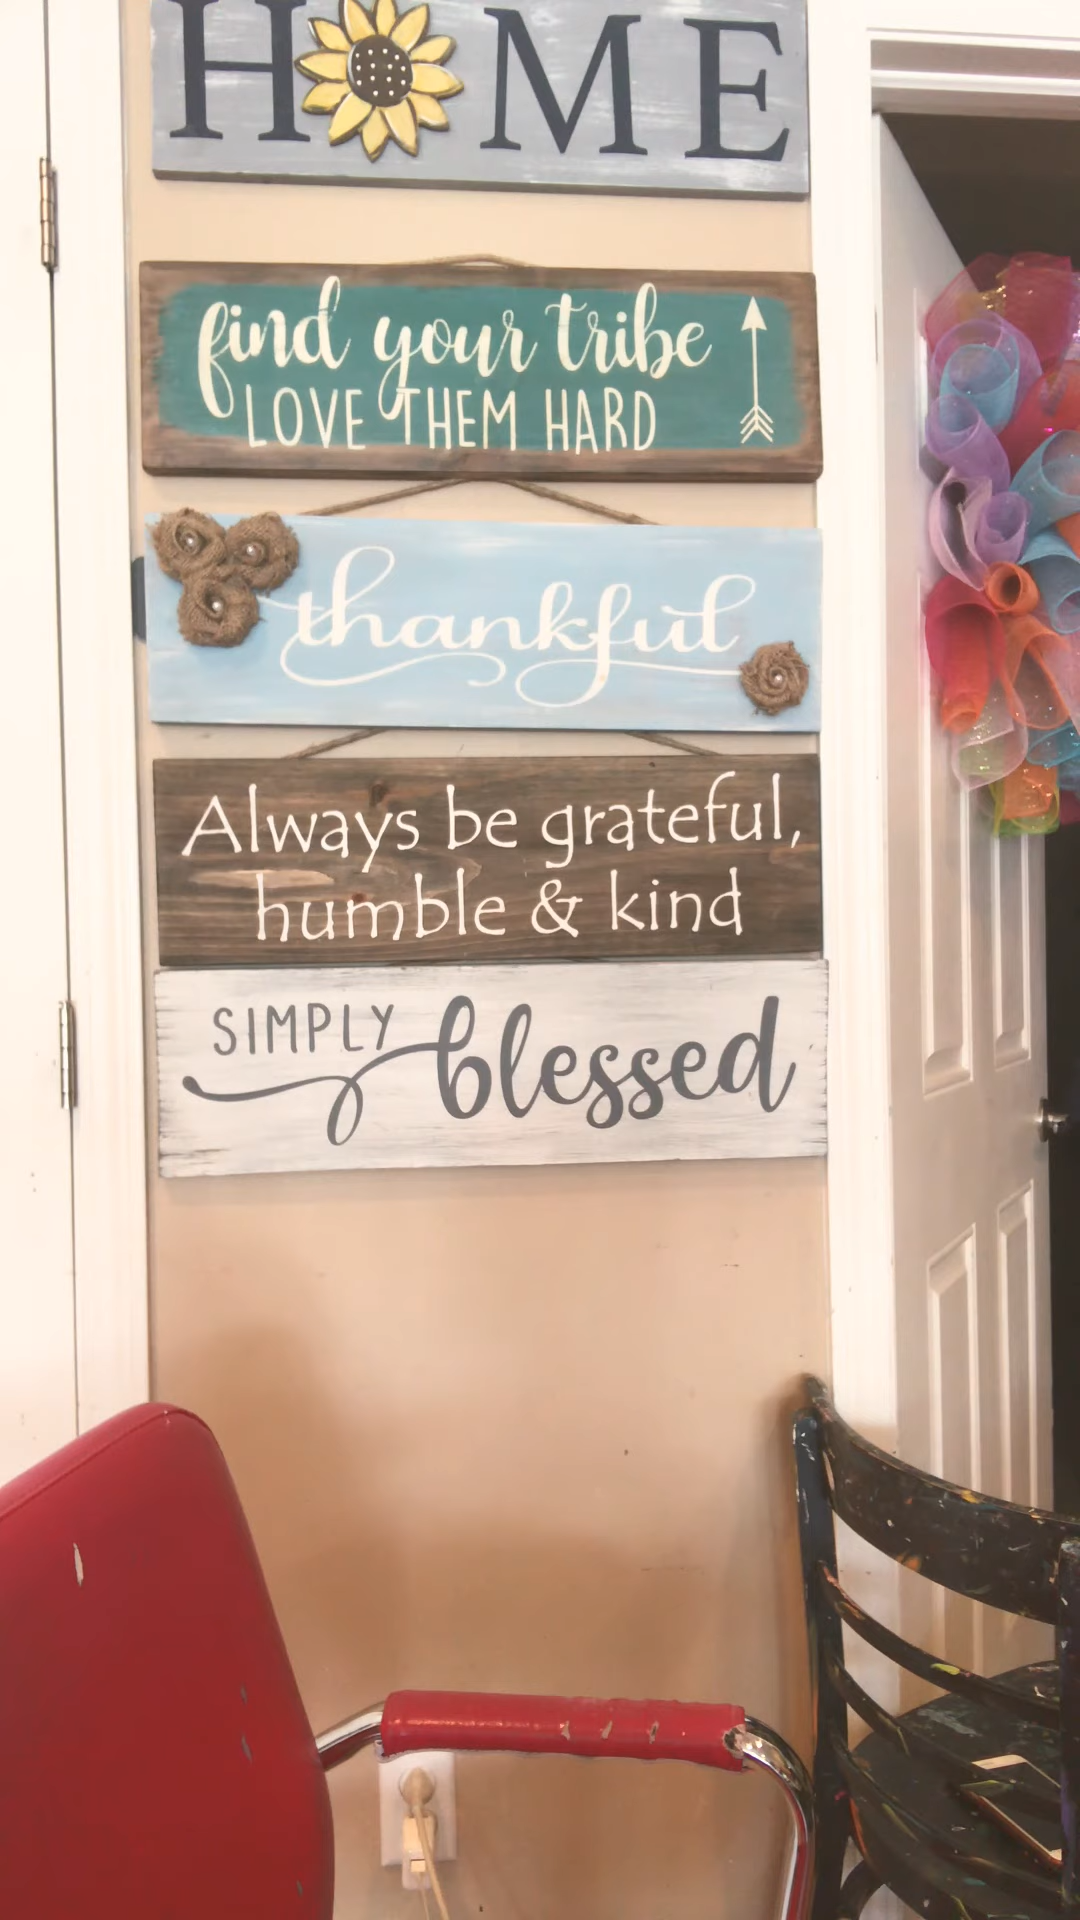 HOME
find your tribe
LOVE THEM HARD
thankful
Always be grateful,
humble & kind
SIMPLY blessed